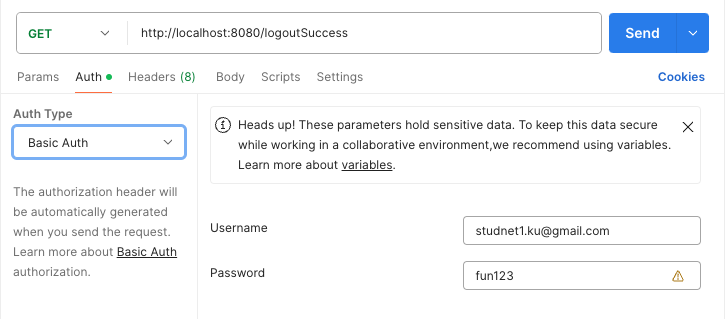 GET http://localhost:8080/logoutSuccess Send
Params Auth Headers (8) Body Scripts Settings Cookies
Auth Type
Basic Auth
The authorization header will
be automatically generated
when you send the request.
Learn more about Basic Auth
authorization.
Heads up! These parameters hold sensitive data. To keep this data secure
while working in a collaborative environment,we recommend using variables.
Learn more about variables.
Username studnet1.ku@gmail.com
Password fun123